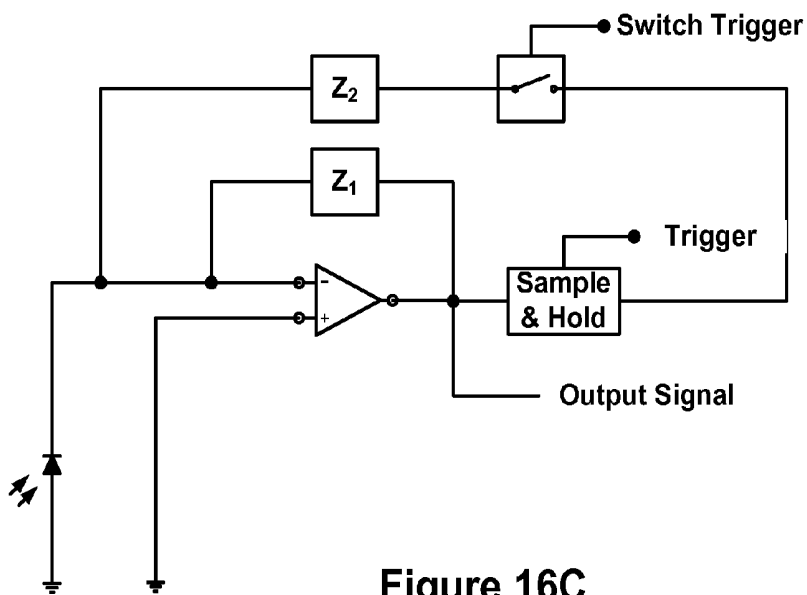 Switch Trigger
Z₂
Z₁
Trigger
Sample
& Hold
-
+
Output Signal
Figure 16C